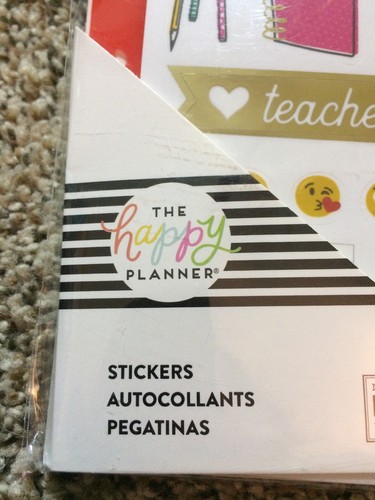 teache
THE
happy
PLANNER®
STICKERS
AUTOCOLLANTS
PEGATINAS